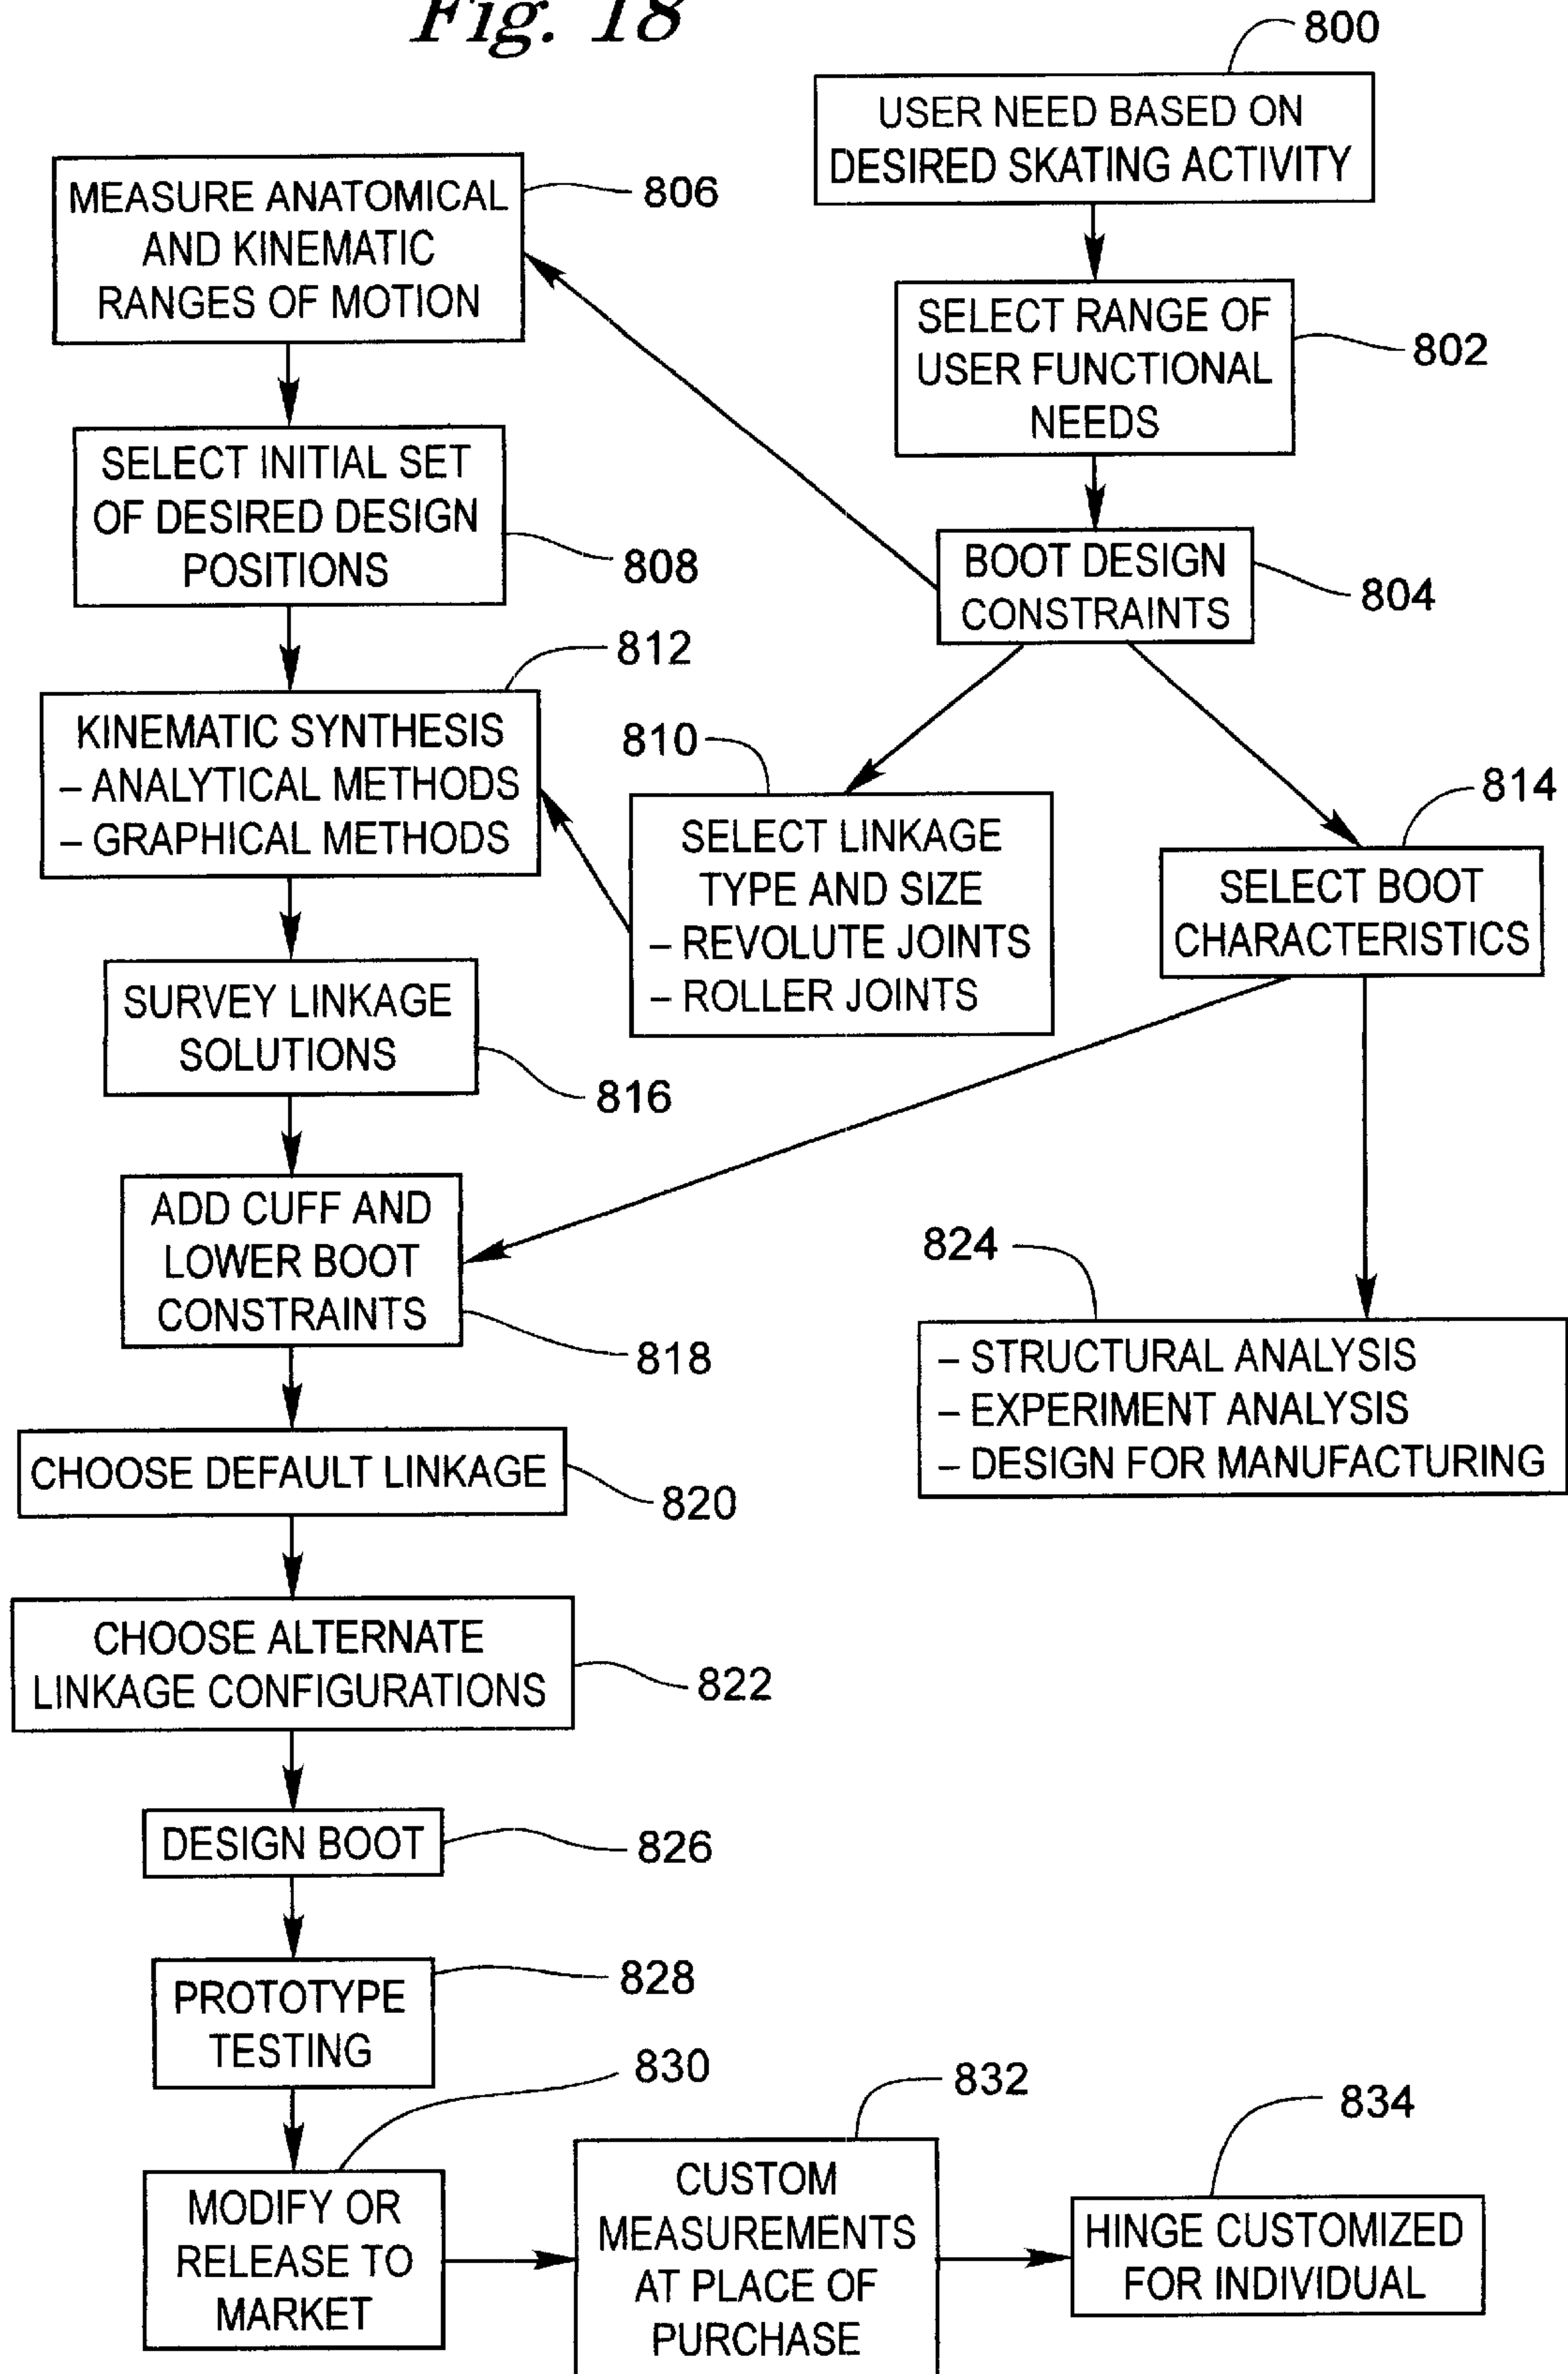 Fig. 18
800
USER NEED BASED ON
DESIRED SKATING ACTIVITY
MEASURE ANATOMICAL
AND KINEMATIC
RANGES OF MOTION
806
SELECT RANGE OF
USER FUNCTIONAL
NEEDS
802
SELECT INITIAL SET
OF DESIRED DESIGN
POSITIONS
808
BOOT DESIGN
CONSTRAINTS
804
812
KINEMATIC SYNTHESIS
– ANALYTICAL METHODS
– GRAPHICAL METHODS
810
SELECT LINKAGE
TYPE AND SIZE
– REVOLUTE JOINTS
– ROLLER JOINTS
814
SELECT BOOT
CHARACTERISTICS
SURVEY LINKAGE
SOLUTIONS
816
ADD CUFF AND
LOWER BOOT
CONSTRAINTS
818
824
– STRUCTURAL ANALYSIS
– EXPERIMENT ANALYSIS
– DESIGN FOR MANUFACTURING
CHOOSE DEFAULT LINKAGE
820
CHOOSE ALTERNATE
LINKAGE CONFIGURATIONS
822
DESIGN BOOT
826
PROTOTYPE
TESTING
828
830
MODIFY OR
RELEASE TO
MARKET
832
CUSTOM
MEASUREMENTS
AT PLACE OF
PURCHASE
834
HINGE CUSTOMIZED
FOR INDIVIDUAL